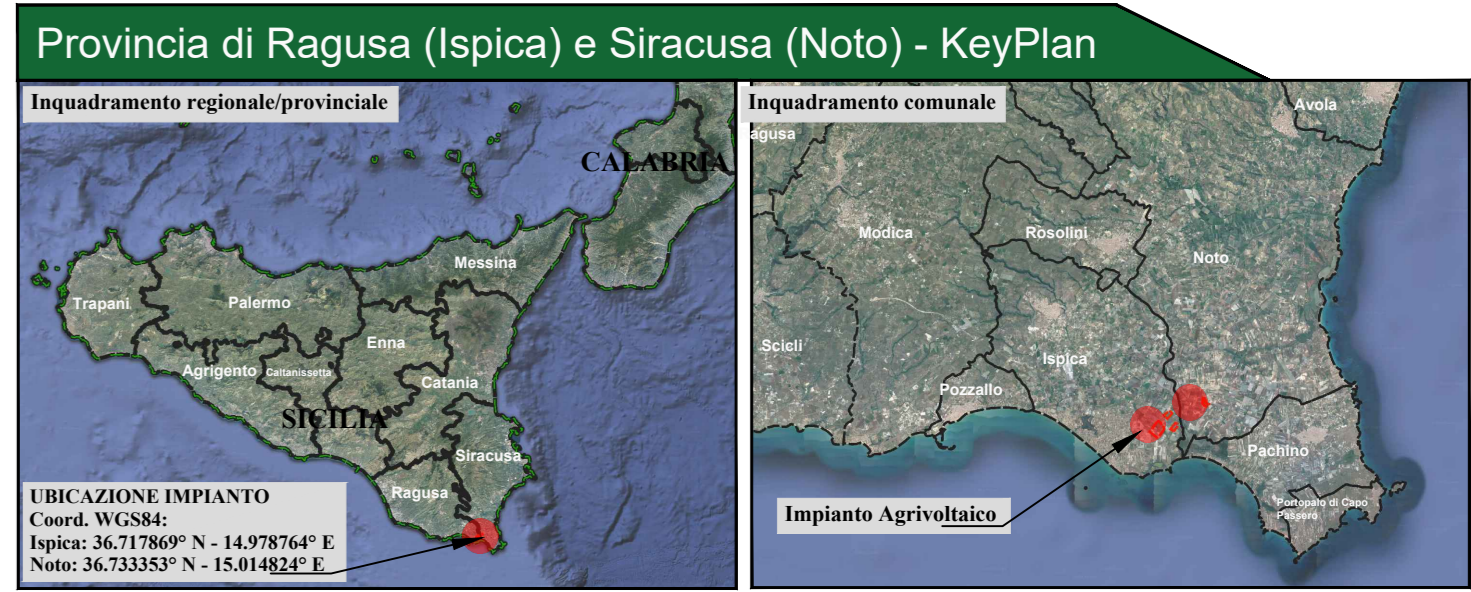 Provincia di Ragusa (Ispica) e Siracusa (Noto) - KeyPlan
Inquadramento regionale/provinciale
CALABRIA
Messina
Trapani
Palermo
Enna
Agrigento
Caltanissetta
Catania
SICILIA
Siracusa
Ragusa
UBICAZIONE IMPIANTO
Coord. WGS84:
Ispica: 36.717869° N - 14.978764° E
Noto: 36.733353° N - 15.014824° E
Inquadramento comunale
Avola
agusa
Modica
Rosolini
Noto
Scicli
Ispica
Pozzallo
Pachino
Impianto Agrivoltaico
Portopalo di Capo
Passero